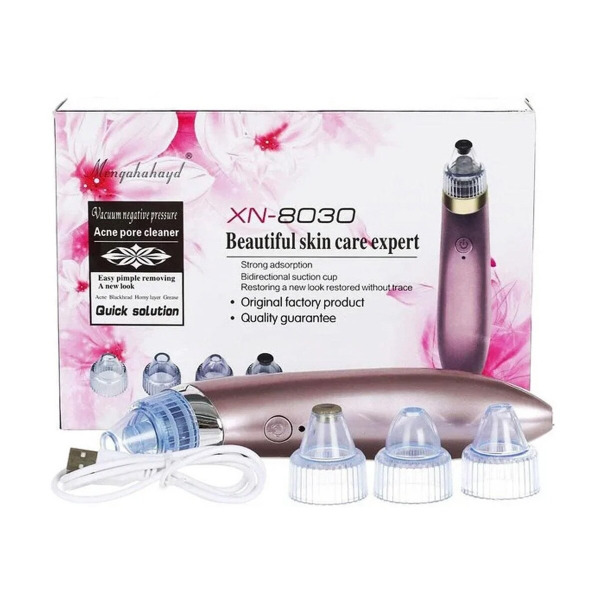 Mengahahayd®
Vacuum negative pressure
Acne pore cleaner
Easy pimple removing
A new look
Acne Blackhead Horny layer Grease
Quick solution
XN-8030
Beautiful skin care expert
Strong adsorption
Bidirectional suction cup
Restoring a new look restored without trace
• Original factory product
• Quality guarantee